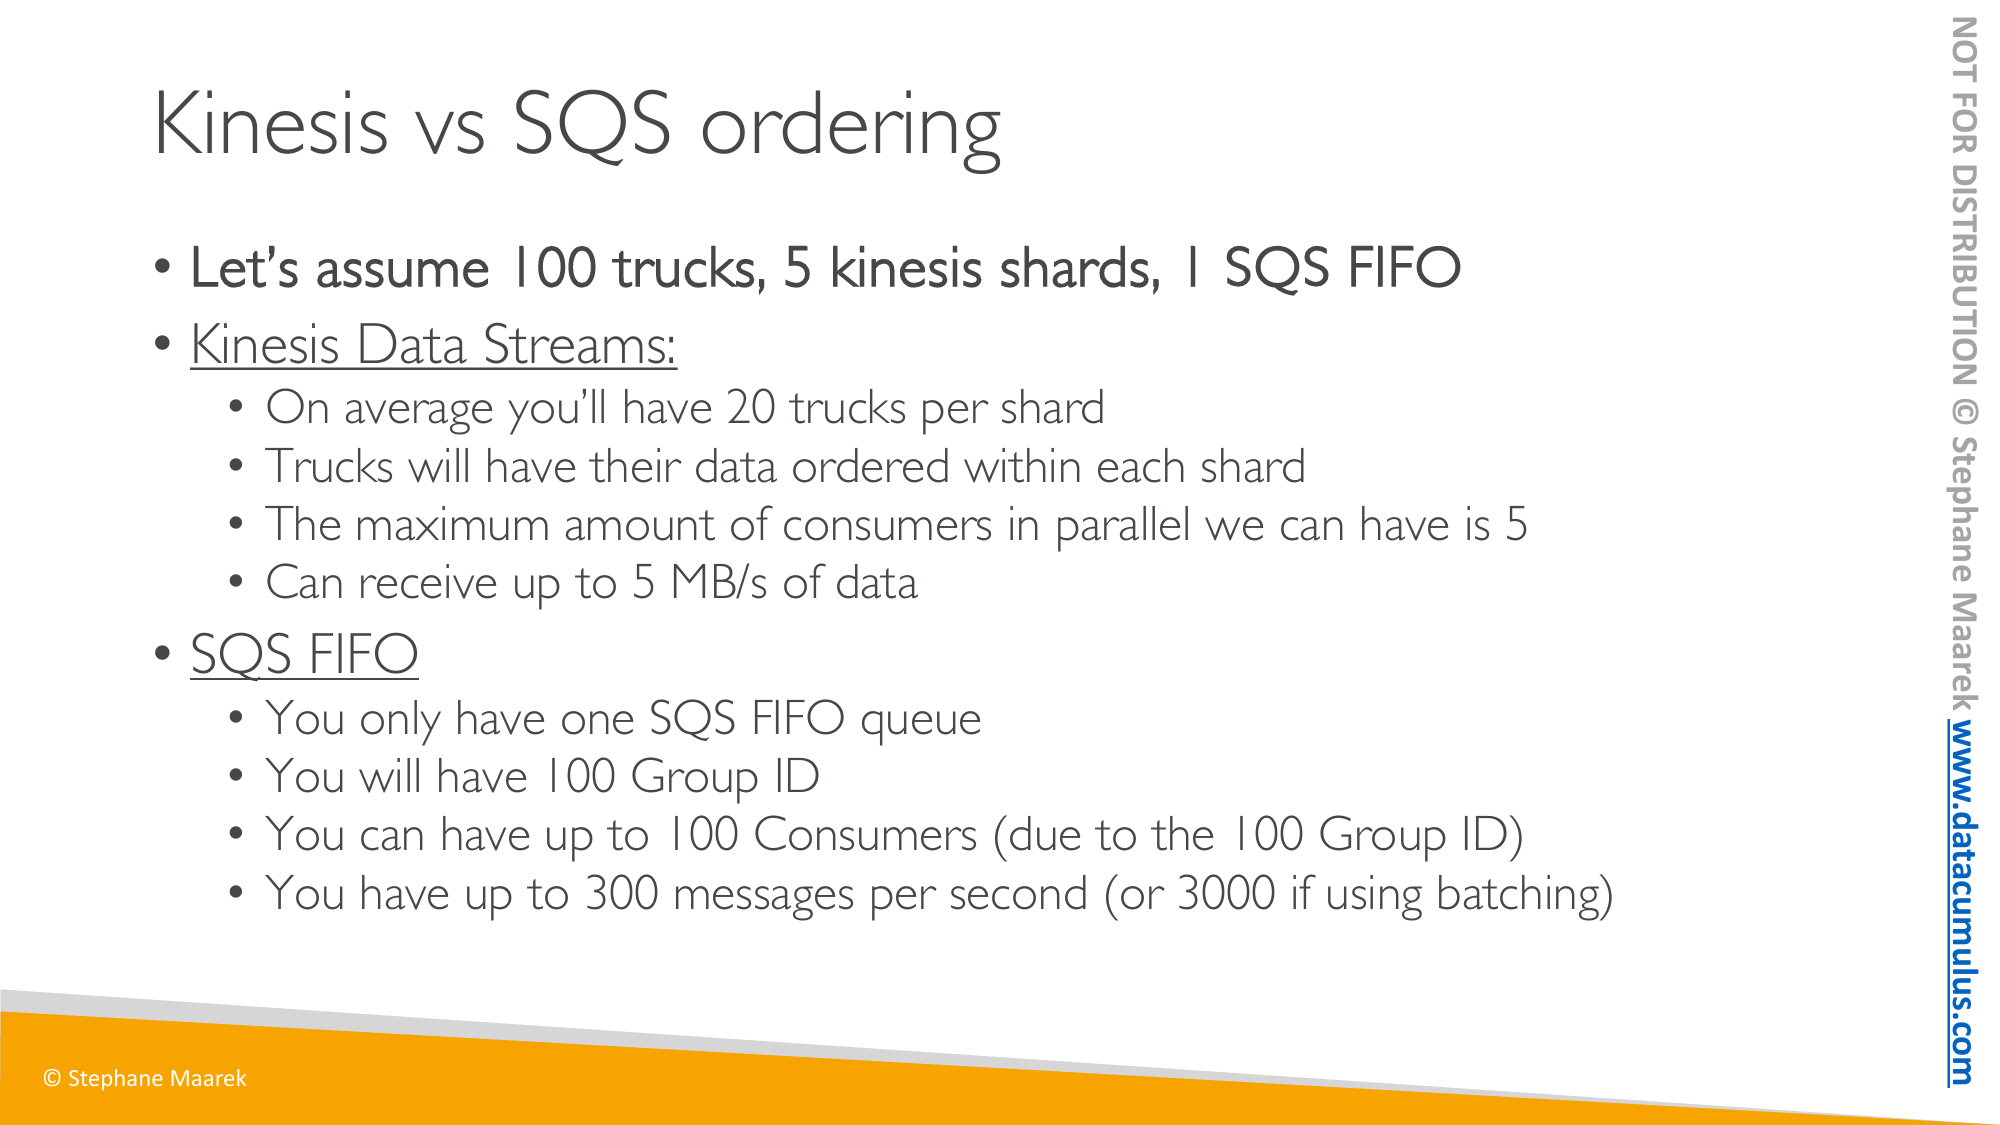 Kinesis vs SQS ordering
• Let’s assume 100 trucks, 5 kinesis shards, 1 SQS FIFO
• Kinesis Data Streams:
• On average you’ll have 20 trucks per shard
• Trucks will have their data ordered within each shard
• The maximum amount of consumers in parallel we can have is 5
• Can receive up to 5 MB/s of data
• SQS FIFO
• You only have one SQS FIFO queue
• You will have 100 Group ID
• You can have up to 100 Consumers (due to the 100 Group ID)
• You have up to 300 messages per second (or 3000 if using batching)
© Stephane Maarek
NOT FOR DISTRIBUTION © Stephane Maarek www.datacumulus.com